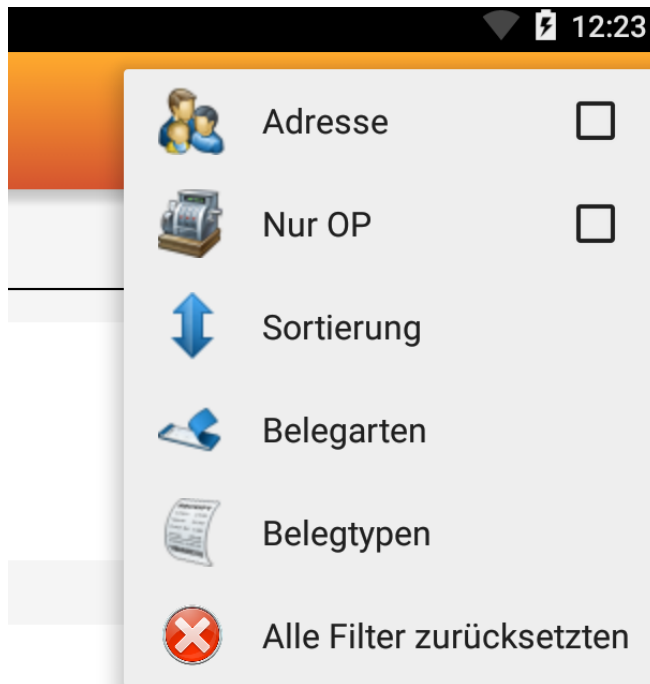 12:23
Adresse
Nur OP
Sortierung
Belegarten
Belegtypen
Alle Filter zurücksetzten